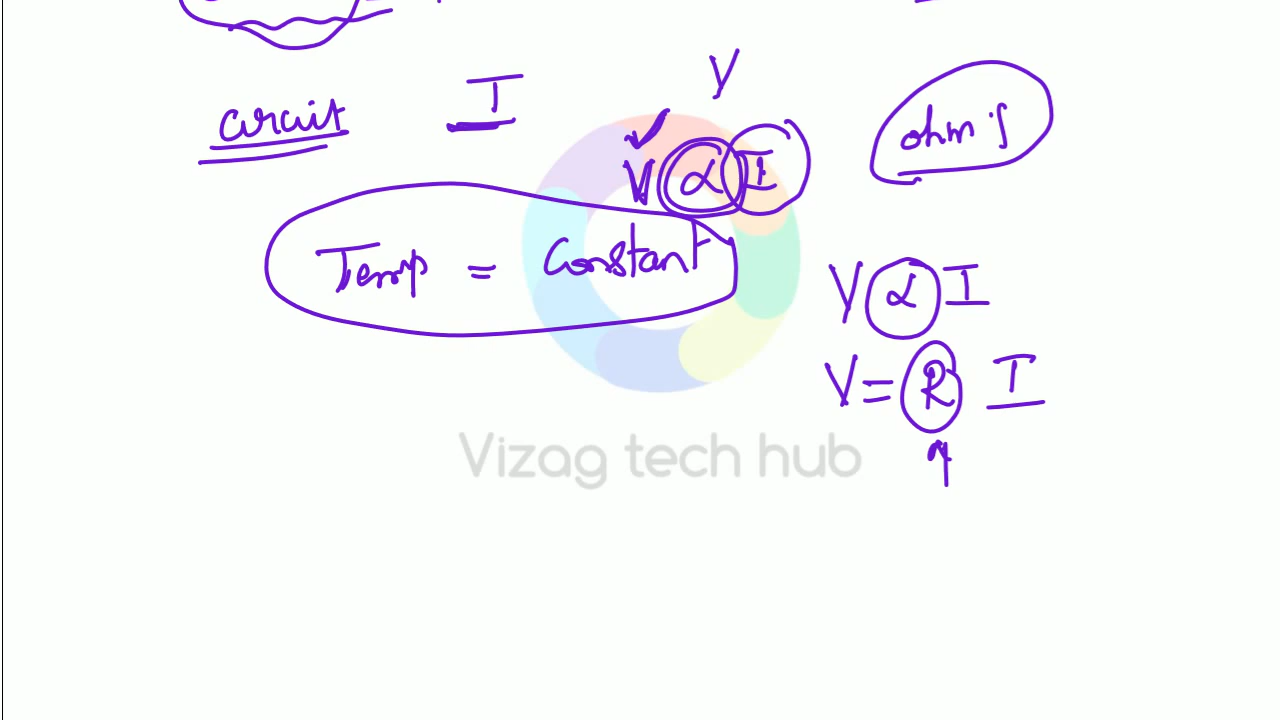 circuit I V
V α I ohm's
Temp = Constant
V α I
V = R I
Vizag tech hub